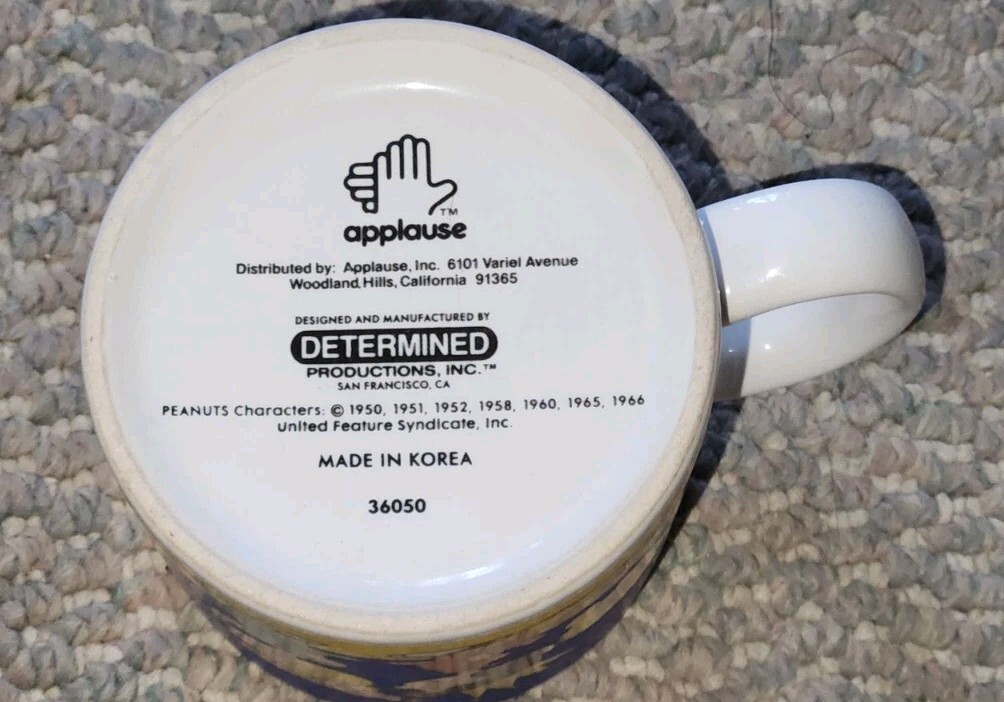 TM
applause
Distributed by: Applause, Inc. 6101 Variel Avenue
Woodland Hills, California 91365
DESIGNED AND MANUFACTURED BY
DETERMINED
PRODUCTIONS, INC.™
SAN FRANCISCO, CA
PEANUTS Characters: © 1950, 1951, 1952, 1958, 1960, 1965, 1966
United Feature Syndicate, Inc.
MADE IN KOREA
36050